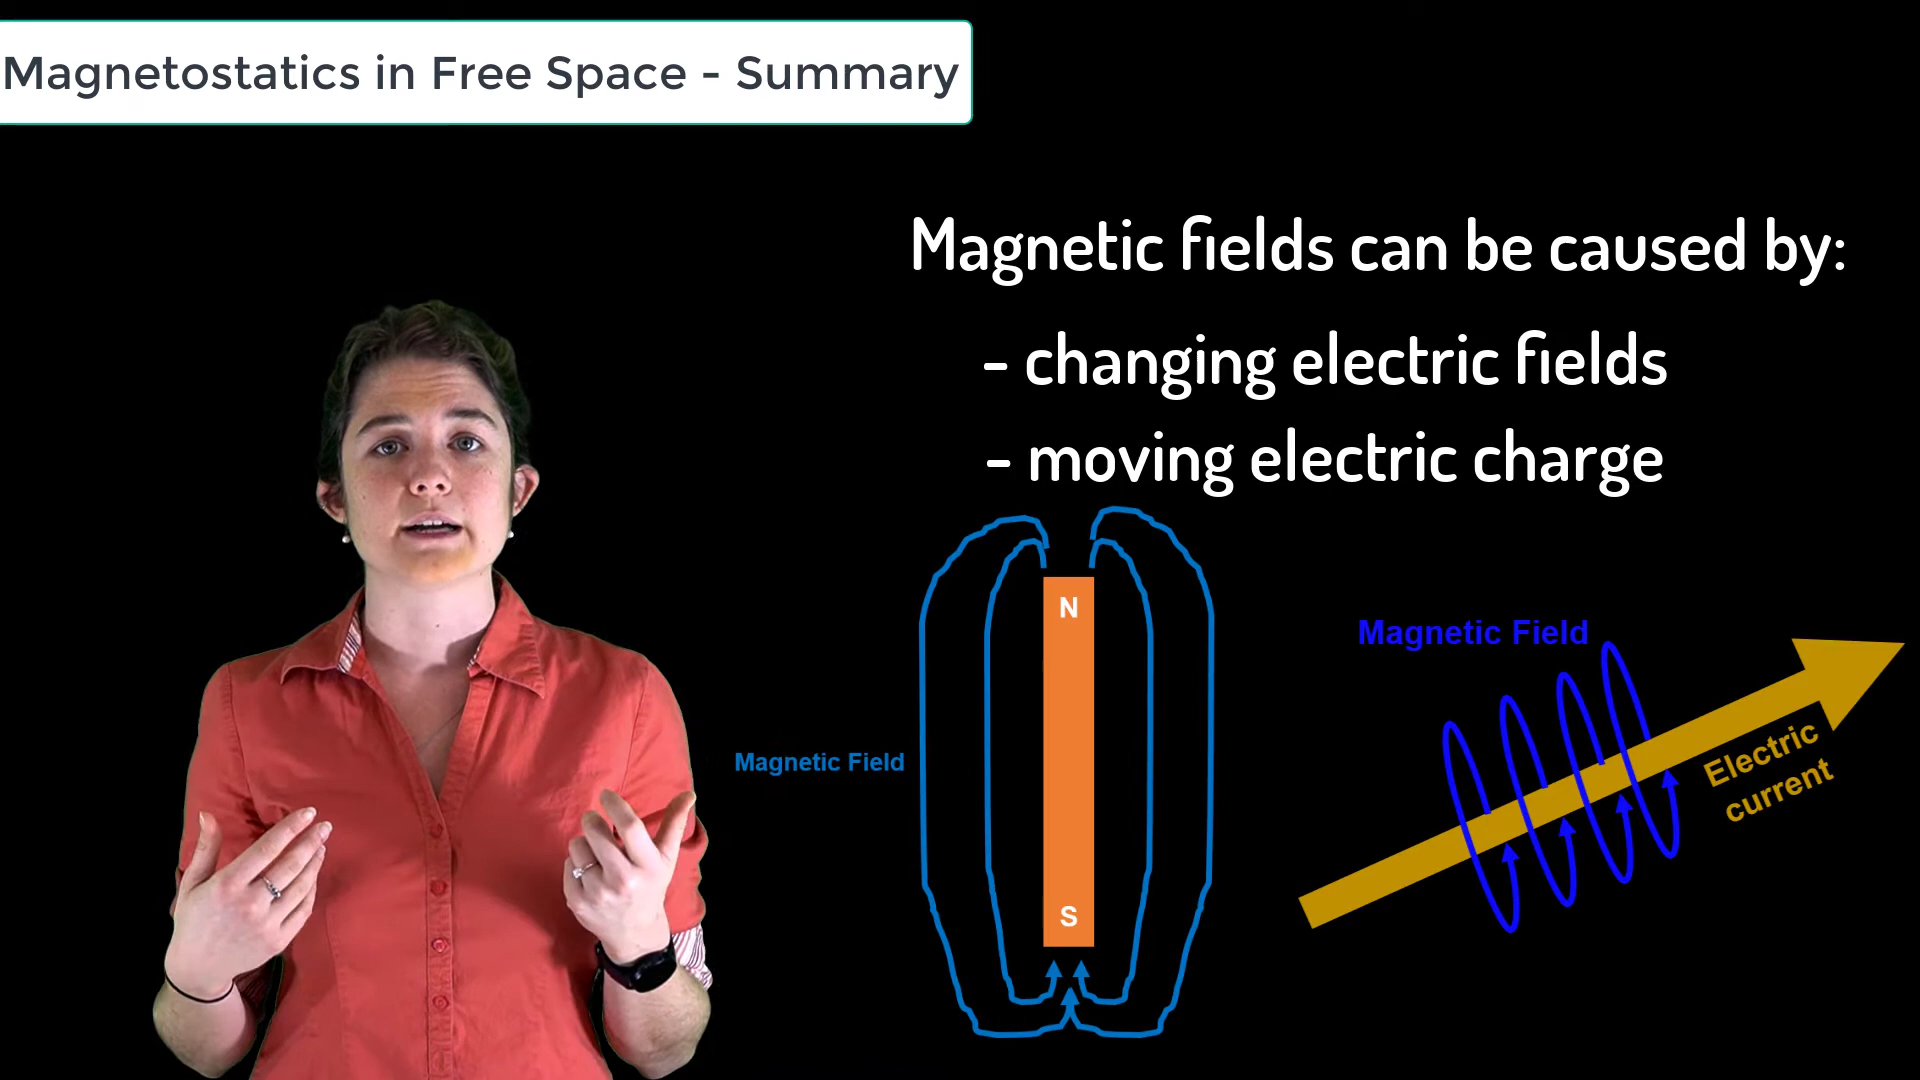 Magnetostatics in Free Space - Summary
Magnetic fields can be caused by:
- changing electric fields
- moving electric charge
N
Magnetic Field
Magnetic Field
Electric
current
S